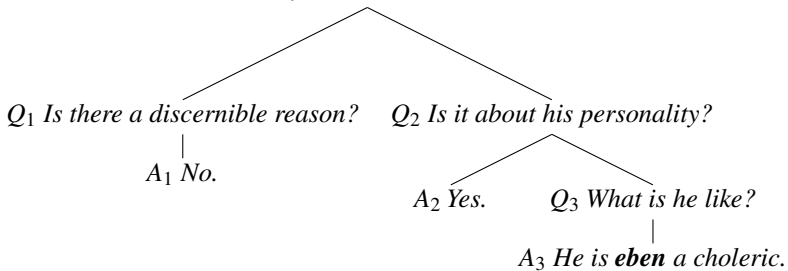 Q1 Is there a discernible reason? Q2 Is it about his personality?
A1 No.
A2 Yes. Q3 What is he like?
A3 He is eben a choleric.